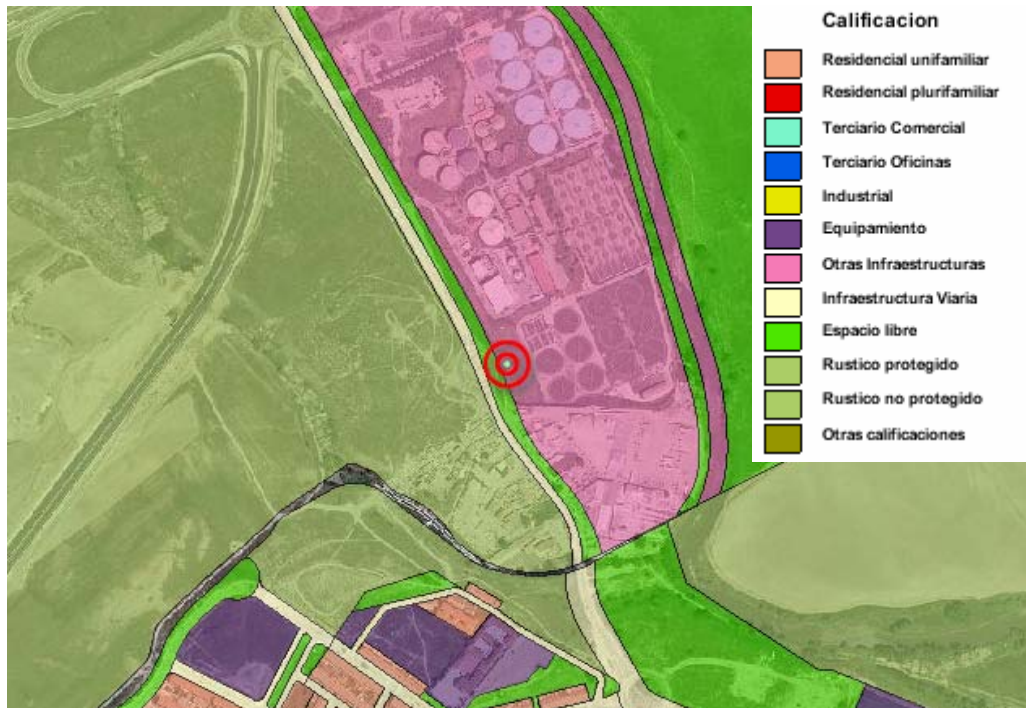 Calificacion
Residencial unifamiliar
Residencial plurifamiliar
Terciario Comercial
Terciario Oficinas
Industrial
Equipamiento
Otras Infraestructuras
Infraestructura Viaria
Espacio libre
Rustico protegido
Rustico no protegido
Otras calificaciones